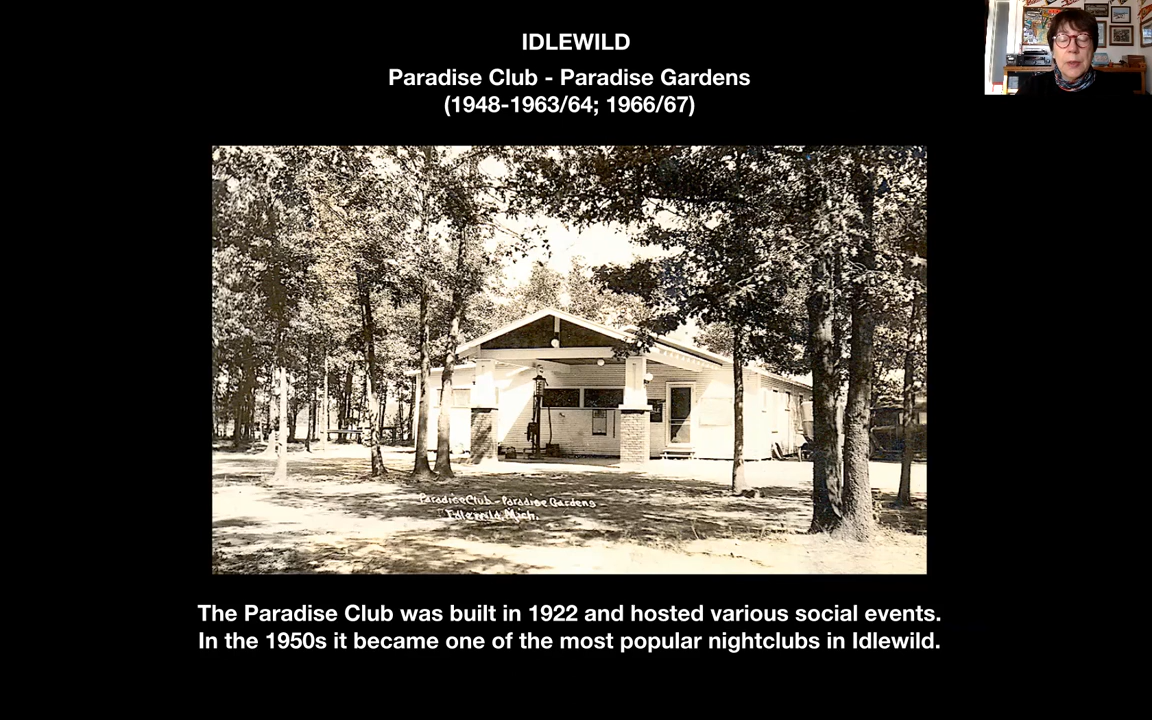 IDLEWILD
Paradise Club - Paradise Gardens
(1948-1963/64; 1966/67)
Paradise Club - Paradise Gardens
Idlewild, Mich.
The Paradise Club was built in 1922 and hosted various social events.
In the 1950s it became one of the most popular nightclubs in Idlewild.